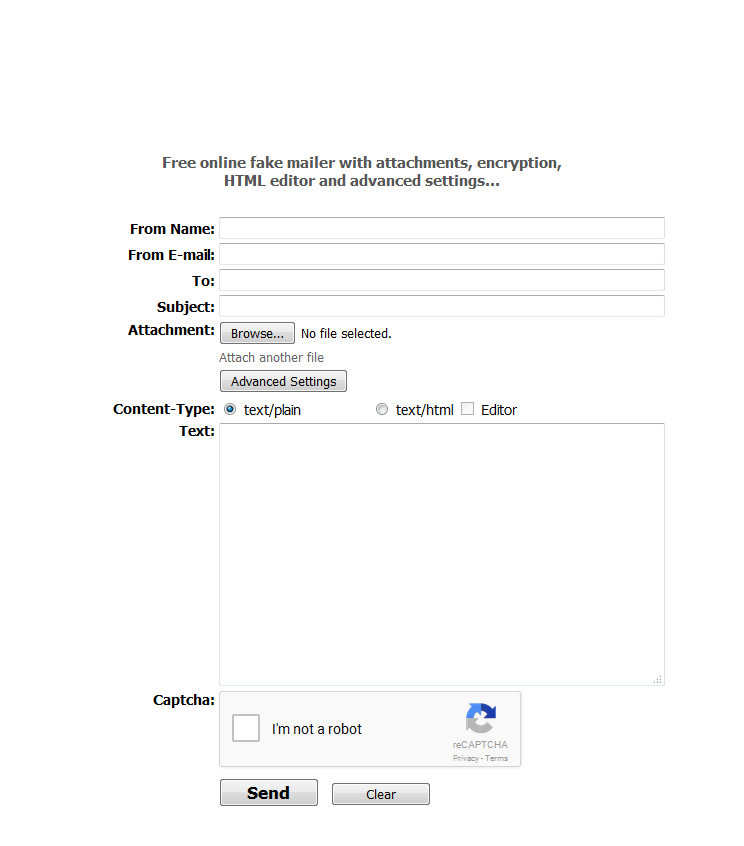 Free online fake mailer with attachments, encryption,
HTML editor and advanced settings...
From Name:
From E-mail:
To:
Subject:
Attachment: Browse... No file selected.
Attach another file
Advanced Settings
Content-Type: text/plain text/html Editor
Text:
Captcha:
I'm not a robot
reCAPTCHA
Privacy - Terms
Send Clear